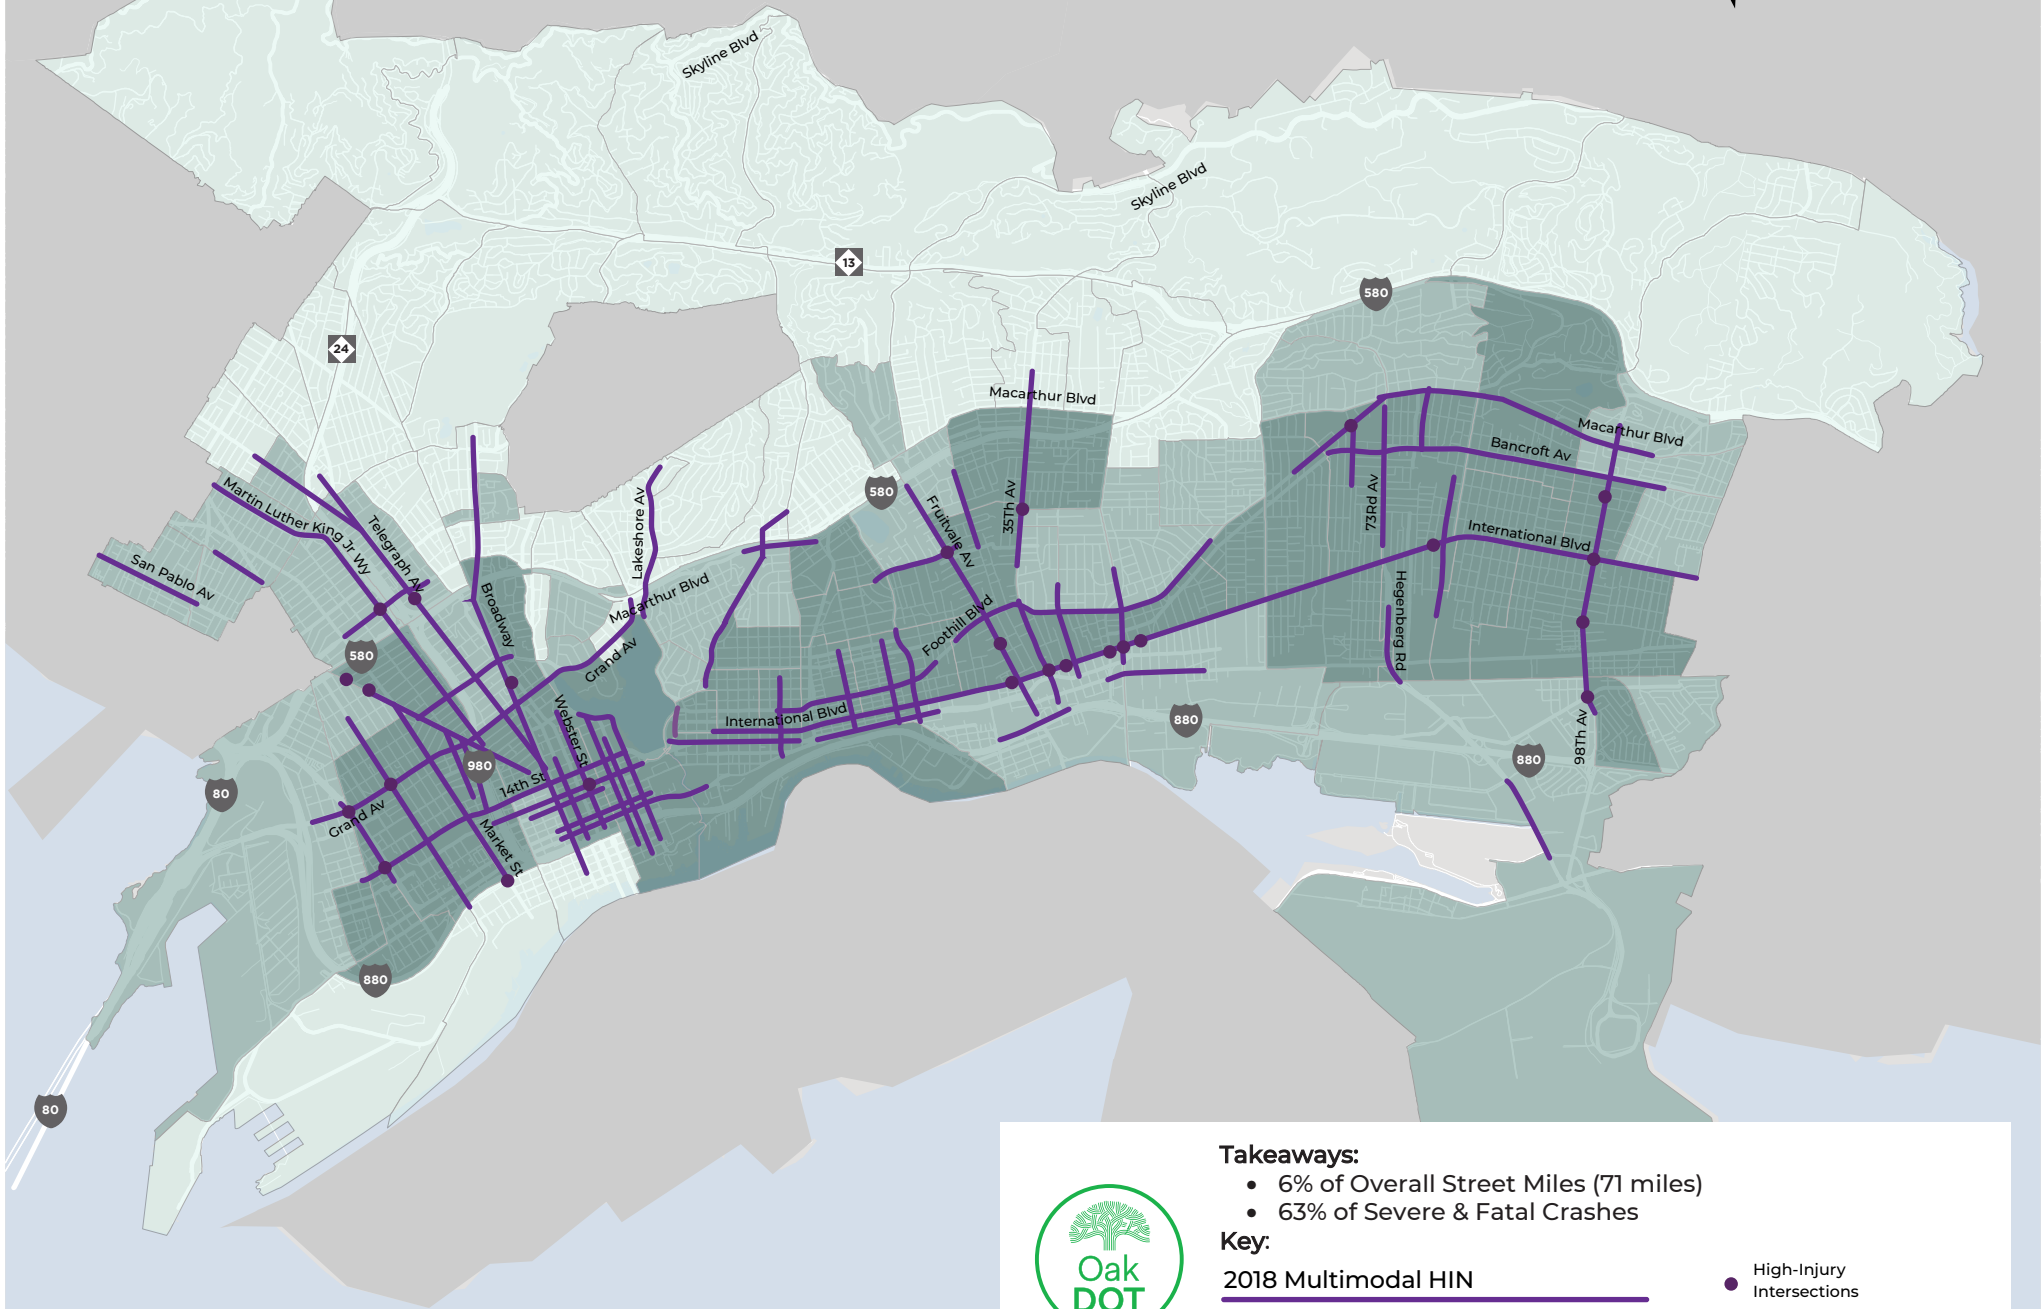 Skyline Blvd
Skyline Blvd
13
580
24
Macarthur Blvd
Macarthur Blvd
Bancroft Av
580
Lakeshore Av
Fruitvale Av
35Th Av
73Rd Av
International Blvd
Martin Luther King Jr Wy
Telegraph Av
San Pablo Av
Broadway
Macarthur Blvd
Foothill Blvd
Hegenberg Rd
580
Grand Av
Webster St
International Blvd
880
98Th Av
880
980
14th St
80
Grand Av
Market St
880
80
Takeaways:
• 6% of Overall Street Miles (71 miles)
• 63% of Severe & Fatal Crashes
Key:
Oak
DOT
2018 Multimodal HIN
High-Injury
Intersections